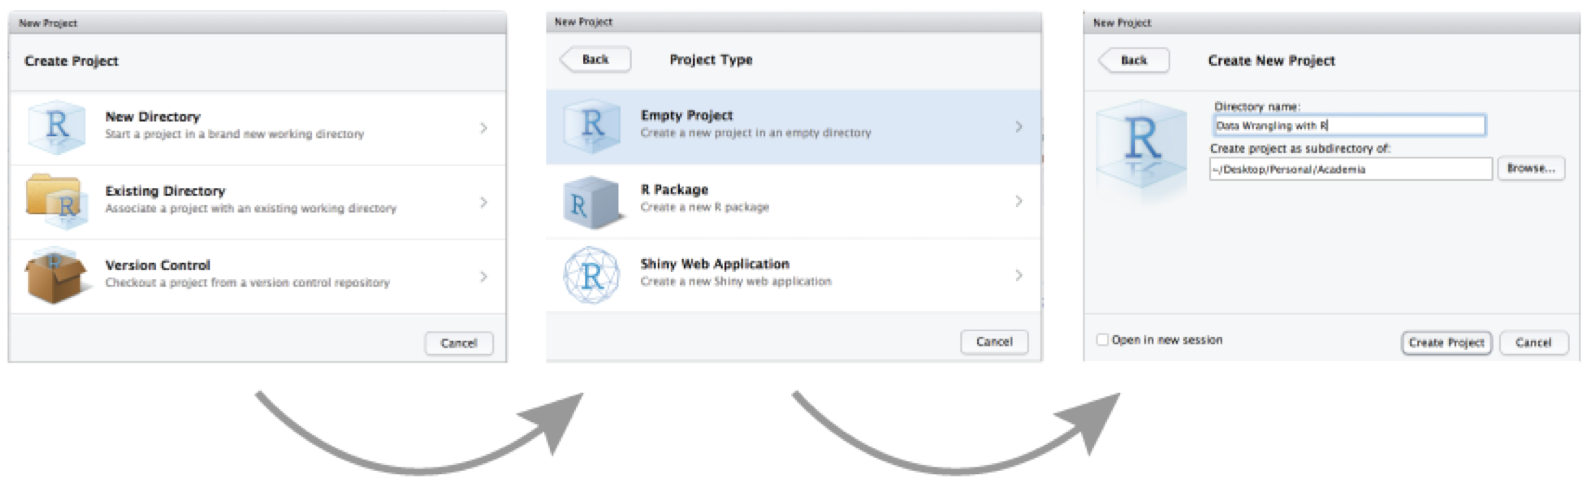 New Project
Create Project
R
New Directory
Start a project in a brand new working directory
R
Existing Directory
Associate a project with an existing working directory
Version Control
Checkout a project from a version control repository
Cancel
New Project
Back
Project Type
R
Empty Project
Create a new project in an empty directory
R
R Package
Create a new R package
R
Shiny Web Application
Create a new Shiny web application
Cancel
New Project
Back
Create New Project
R
Directory name:
Data Wrangling with R
Create project as subdirectory of:
~/Desktop/Personal/Academia
Browse...
Open in new session
Create Project
Cancel